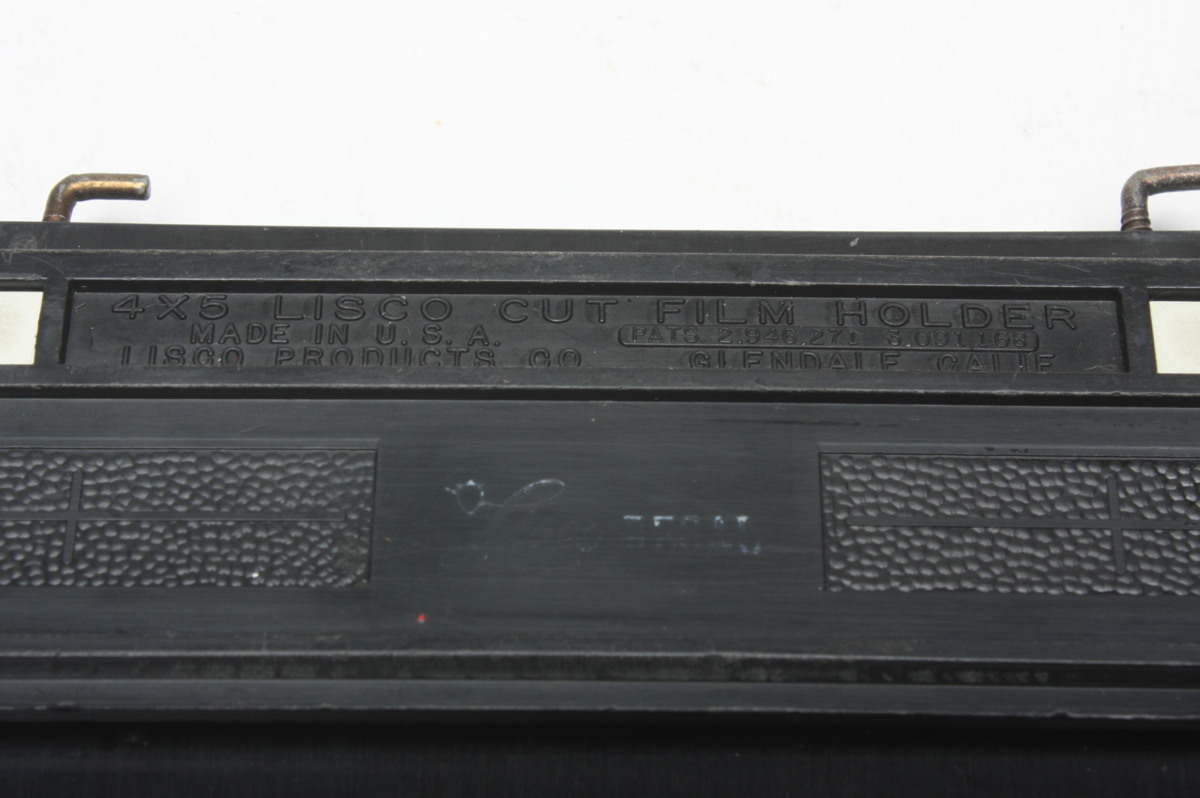 4X5 LISCO CUT FILM HOLDER
MADE IN U.S.A. PATS. 2,946,271 3,091,168
LISCO PRODUCTS CO GLENDALE CALIF